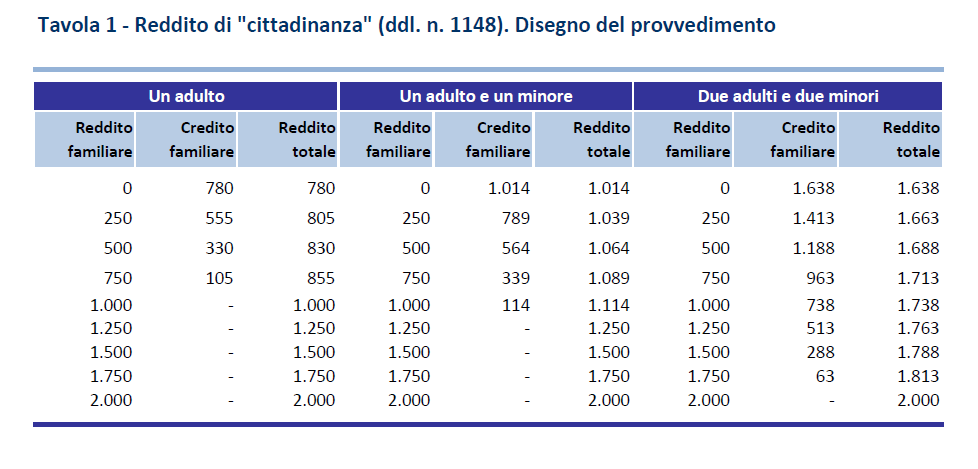 Tavola 1 - Reddito di "cittadinanza" (ddl. n. 1148). Disegno del provvedimento
Un adulto Un adulto e un minore Due adulti e due minori
Reddito Credito Reddito Reddito Credito Reddito Reddito Credito Reddito
familiare familiare totale familiare familiare totale familiare familiare totale
0 780 780 0 1.014 1.014 0 1.638 1.638
250 555 805 250 789 1.039 250 1.413 1.663
500 330 830 500 564 1.064 500 1.188 1.688
750 105 855 750 339 1.089 750 963 1.713
1.000 - 1.000 1.000 114 1.114 1.000 738 1.738
1.250 - 1.250 1.250 - 1.250 1.250 513 1.763
1.500 - 1.500 1.500 - 1.500 1.500 288 1.788
1.750 - 1.750 1.750 - 1.750 1.750 63 1.813
2.000 - 2.000 2.000 - 2.000 2.000 - 2.000